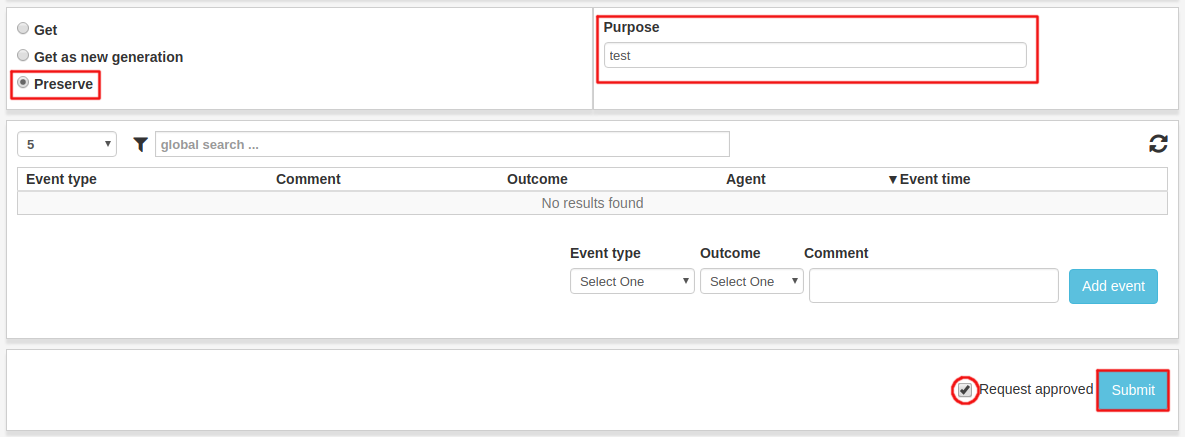 Get
Purpose
test
Get as new generation
Preserve
5
global search ...
Event type Comment Outcome Agent ▼Event time
No results found
Event type Outcome Comment
Select One Select One Add event
Request approved Submit